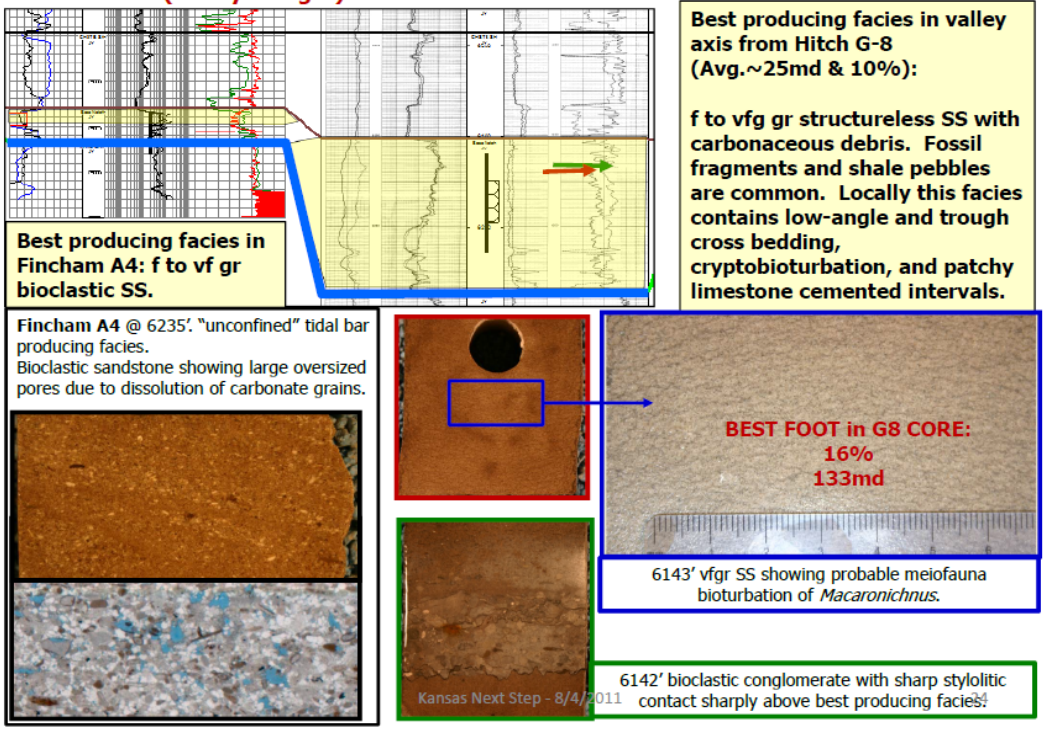 Best producing facies in valley
axis from Hitch G-8
(Avg.~25md & 10%):
f to vfg gr structureless SS with
carbonaceous debris. Fossil
fragments and shale pebbles
are common. Locally this facies
contains low-angle and trough
cross bedding,
cryptobioturbation, and patchy
limestone cemented intervals.
Best producing facies in
Fincham A4: f to vf gr
bioclastic SS.
Fincham A4 @ 6235’. “unconfined” tidal bar
producing facies.
Bioclastic sandstone showing large oversized
pores due to dissolution of carbonate grains.
BEST FOOT in G8 CORE:
16%
133md
6143’ vfgr SS showing probable meiofauna
bioturbation of Macaronichnus.
6142’ bioclastic conglomerate with sharp stylolitic
contact sharply above best producing facies.
Kansas Next Step - 8/4/2011
24